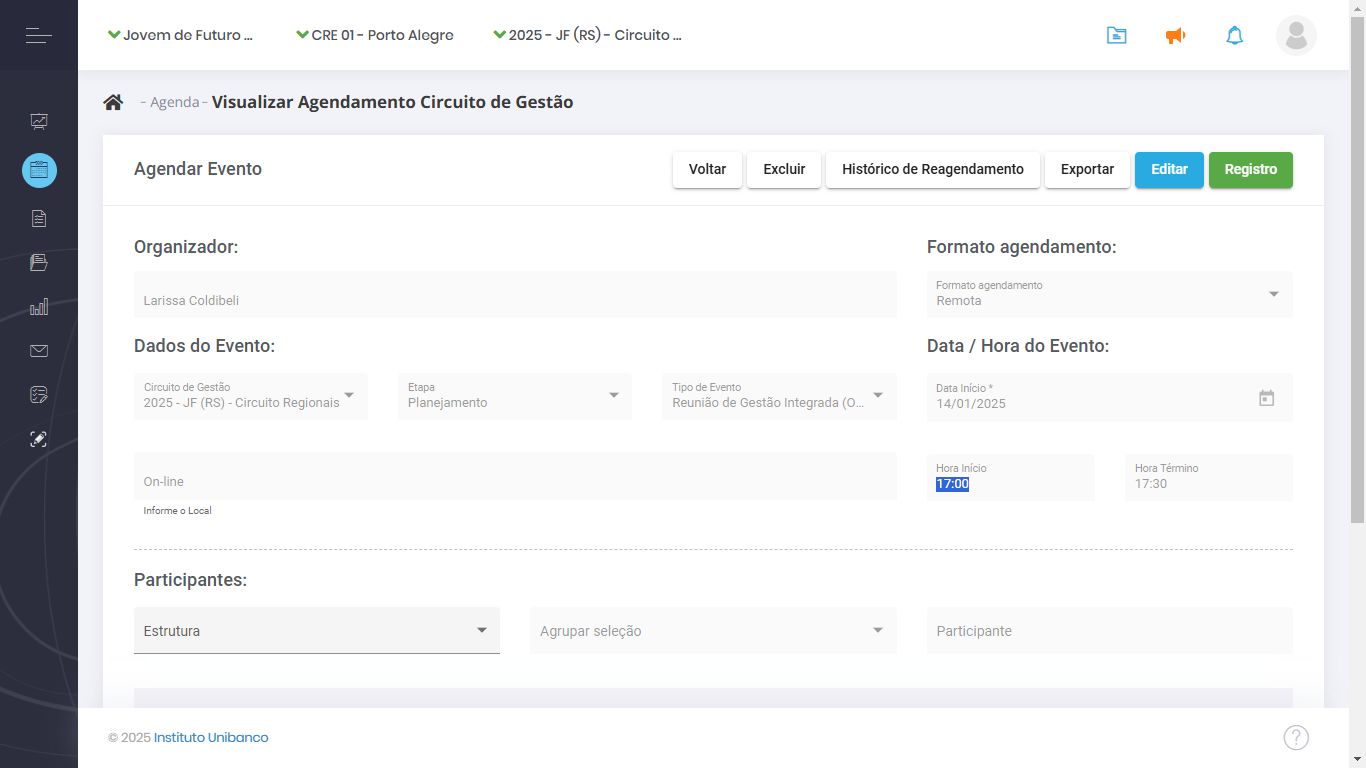 Jovem de Futuro ...
CRE 01 - Porto Alegre
2025 - JF (RS) - Circuito ...
- Agenda - Visualizar Agendamento Circuito de Gestão
Agendar Evento
Voltar
Excluir
Histórico de Reagendamento
Exportar
Editar
Registro
Organizador:
Formato agendamento:
Larissa Coldibeli
Formato agendamento
Remota
Dados do Evento:
Data / Hora do Evento:
Circuito de Gestão
2025 - JF (RS) - Circuito Regionais
Etapa
Planejamento
Tipo de Evento
Reunião de Gestão Integrada (O...
Data Início *
14/01/2025
On-line
Informe o Local
Hora Início
17:00
Hora Término
17:30
Participantes:
Estrutura
Agrupar seleção
Participante
© 2025 Instituto Unibanco
?